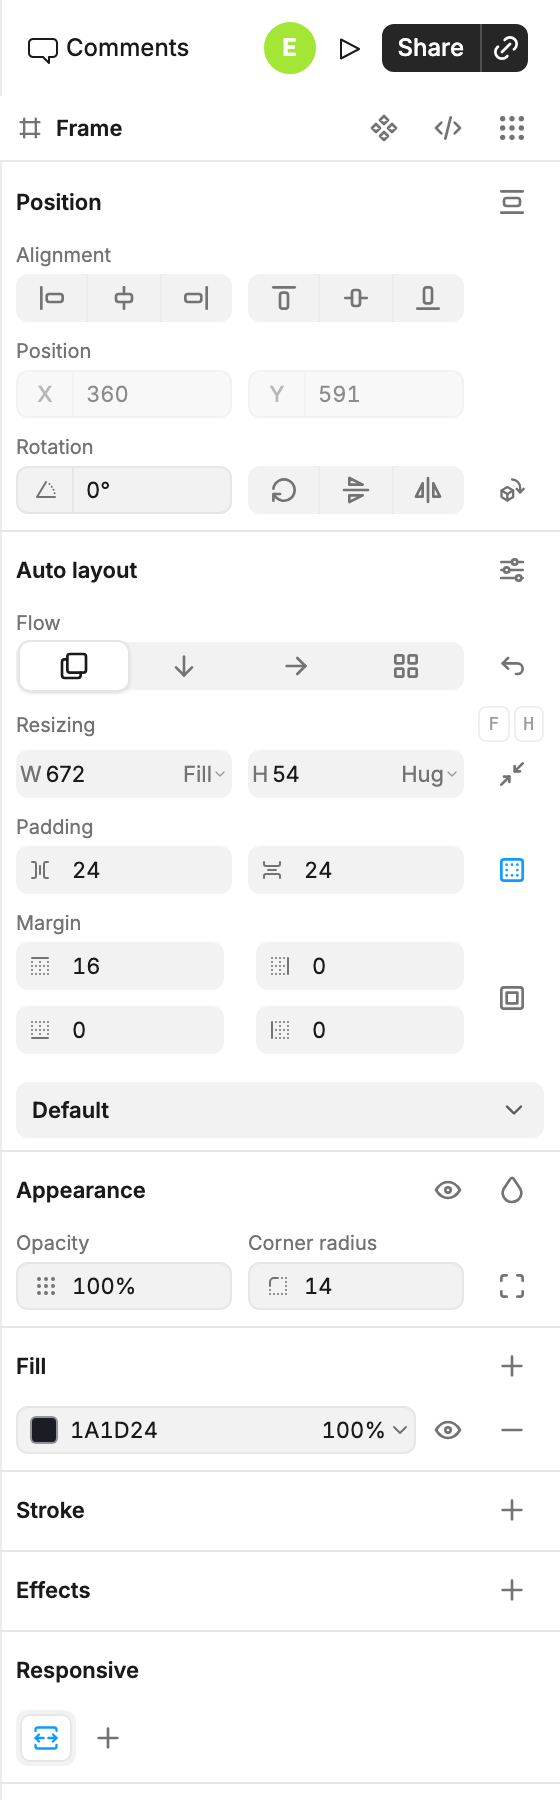 Comments E Share
Frame
Position
Alignment
Position
X 360 Y 591
Rotation
0°
Auto layout
Flow
Resizing F H
W 672 Fill H 54 Hug
Padding
24 24
Margin
16 0
0 0
Default
Appearance
Opacity Corner radius
100% 14
Fill
1A1D24 100%
Stroke
Effects
Responsive